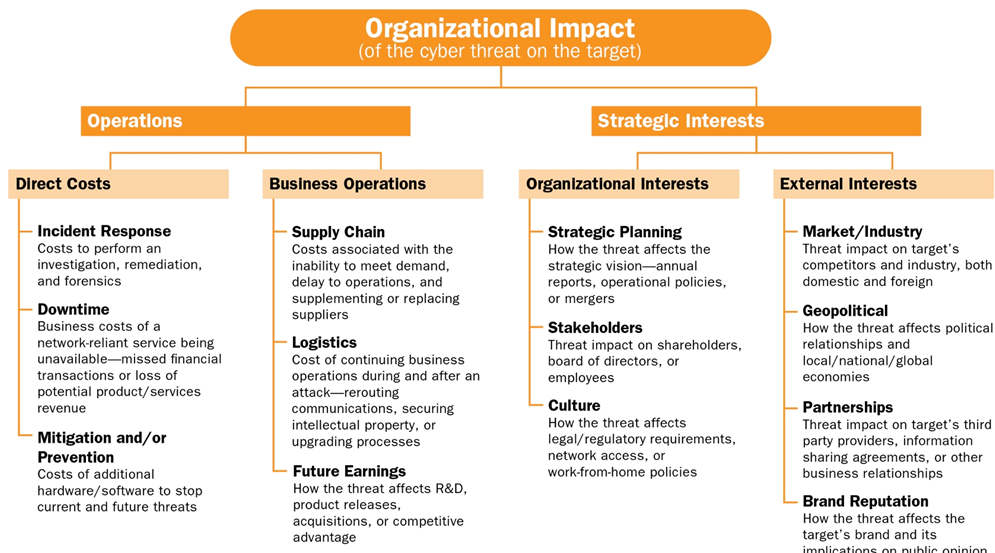 Organizational Impact
(of the cyber threat on the target)
Operations
Strategic Interests
Direct Costs
Incident Response
Costs to perform an
investigation, remediation,
and forensics
Downtime
Business costs of a
network-reliant service being
unavailable—missed financial
transactions or loss of
potential product/services
revenue
Mitigation and/or
Prevention
Costs of additional
hardware/software to stop
current and future threats
Business Operations
Supply Chain
Costs associated with the
inability to meet demand,
delay to operations, and
supplementing or replacing
suppliers
Logistics
Cost of continuing business
operations during and after an
attack—rerouting
communications, securing
intellectual property, or
upgrading processes
Future Earnings
How the threat affects R&D,
product releases,
acquisitions, or competitive
advantage
Organizational Interests
Strategic Planning
How the threat affects the
strategic vision—annual
reports, operational policies,
or mergers
Stakeholders
Threat impact on shareholders,
board of directors, or
employees
Culture
How the threat affects
legal/regulatory requirements,
network access, or
work-from-home policies
External Interests
Market/Industry
Threat impact on target's
competitors and industry, both
domestic and foreign
Geopolitical
How the threat affects political
relationships and
local/national/global
economies
Partnerships
Threat impact on target's third
party providers, information
sharing agreements, or other
business relationships
Brand Reputation
How the threat affects the
target's brand and its
implications on public opinion